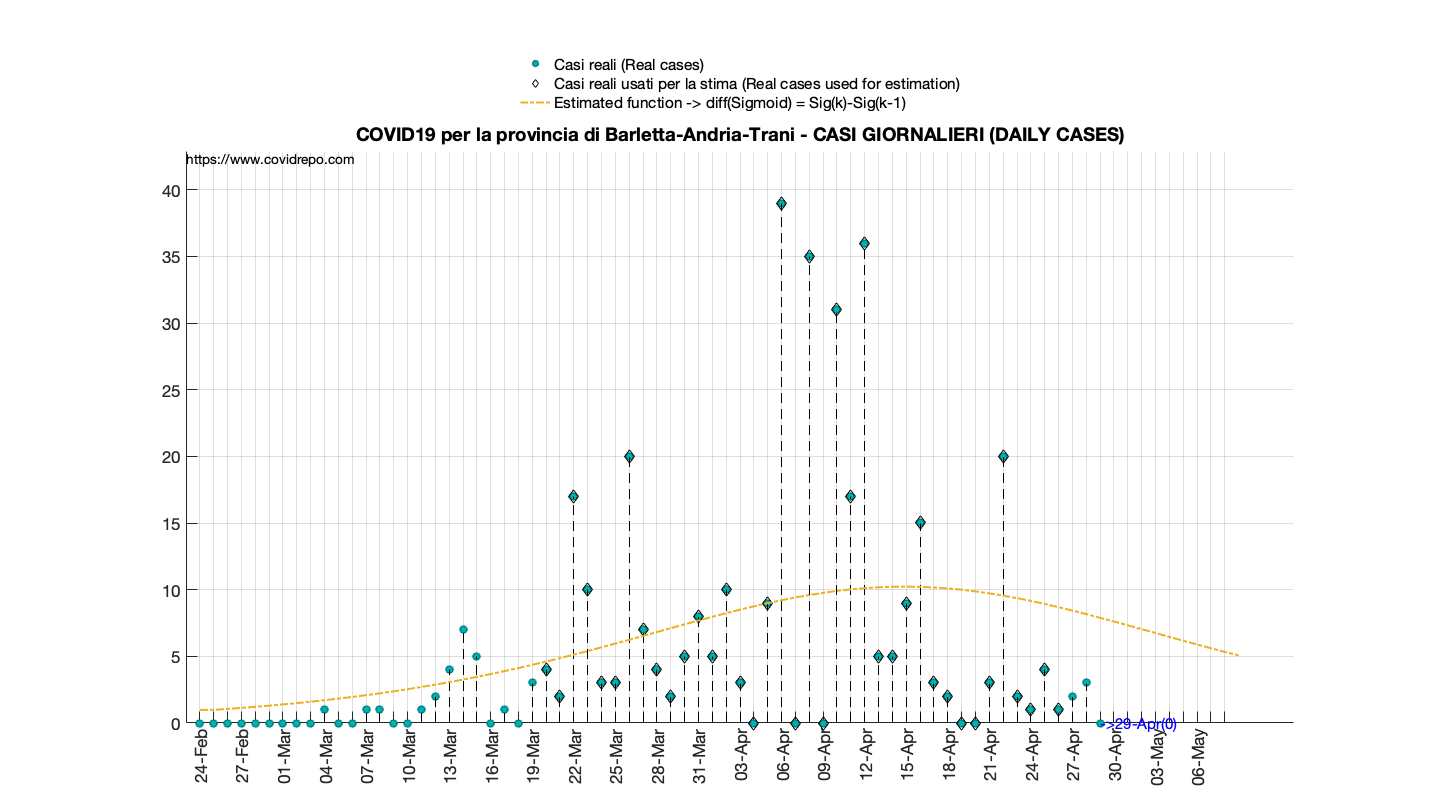 Casi reali (Real cases)
Casi reali usati per la stima (Real cases used for estimation)
Estimated function -> diff(Sigmoid) = Sig(k)-Sig(k-1)
COVID19 per la provincia di Barletta-Andria-Trani - CASI GIORNALIERI (DAILY CASES)
https://www.covidrepo.com
40
35
30
25
20
15
10
5
0
->29-Apr(0)
24-Feb
27-Feb
01-Mar
04-Mar
07-Mar
10-Mar
13-Mar
16-Mar
19-Mar
22-Mar
25-Mar
28-Mar
31-Mar
03-Apr
06-Apr
09-Apr
12-Apr
15-Apr
18-Apr
21-Apr
24-Apr
27-Apr
30-Apr
03-May
06-May